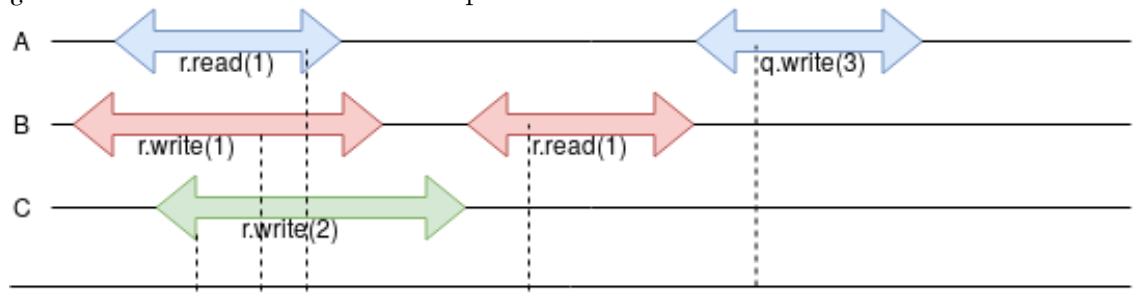 A
r.read(1)
q.write(3)
B
r.write(1)
r.read(1)
C
r.write(2)